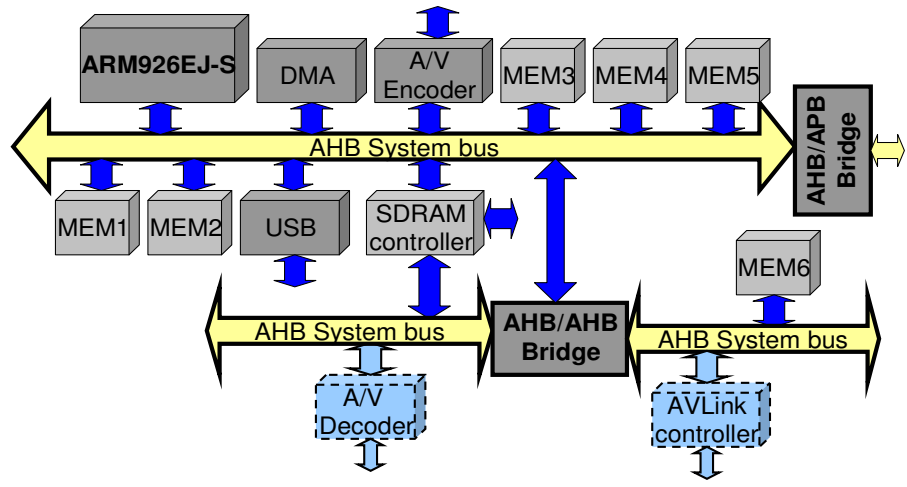 ARM926EJ-S
DMA
A/V
Encoder
MEM3
MEM4
MEM5
AHB System bus
AHB/APB
Bridge
MEM1
MEM2
USB
SDRAM
controller
MEM6
AHB System bus
AHB/AHB
Bridge
AHB System bus
A/V
Decoder
AVLink
controller